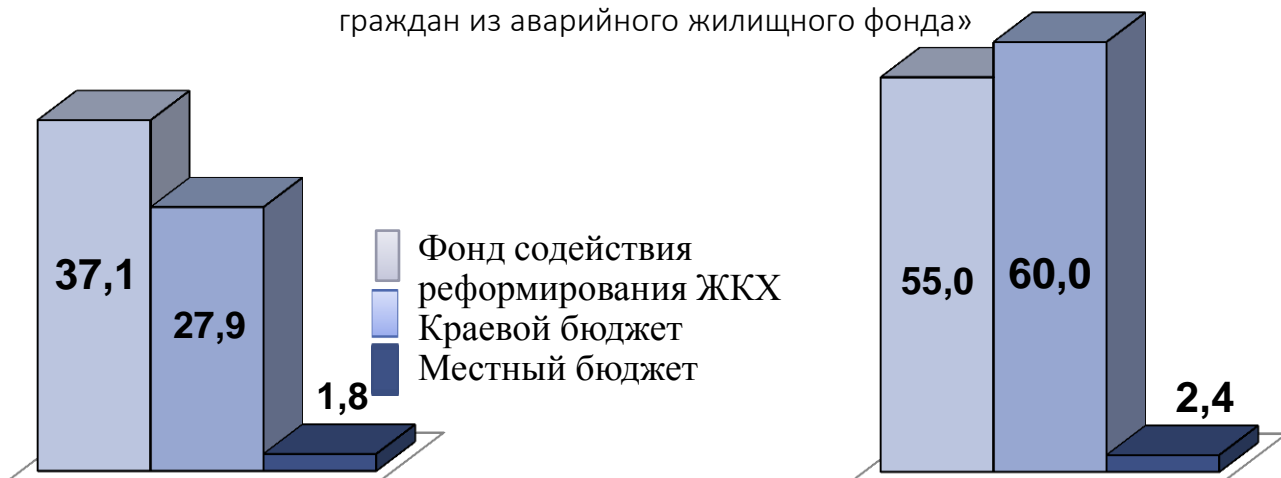 граждан из аварийного жилищного фонда»
37,1
27,9
1,8
Фонд содействия
реформирования ЖКХ
Краевой бюджет
Местный бюджет
55,0
60,0
2,4